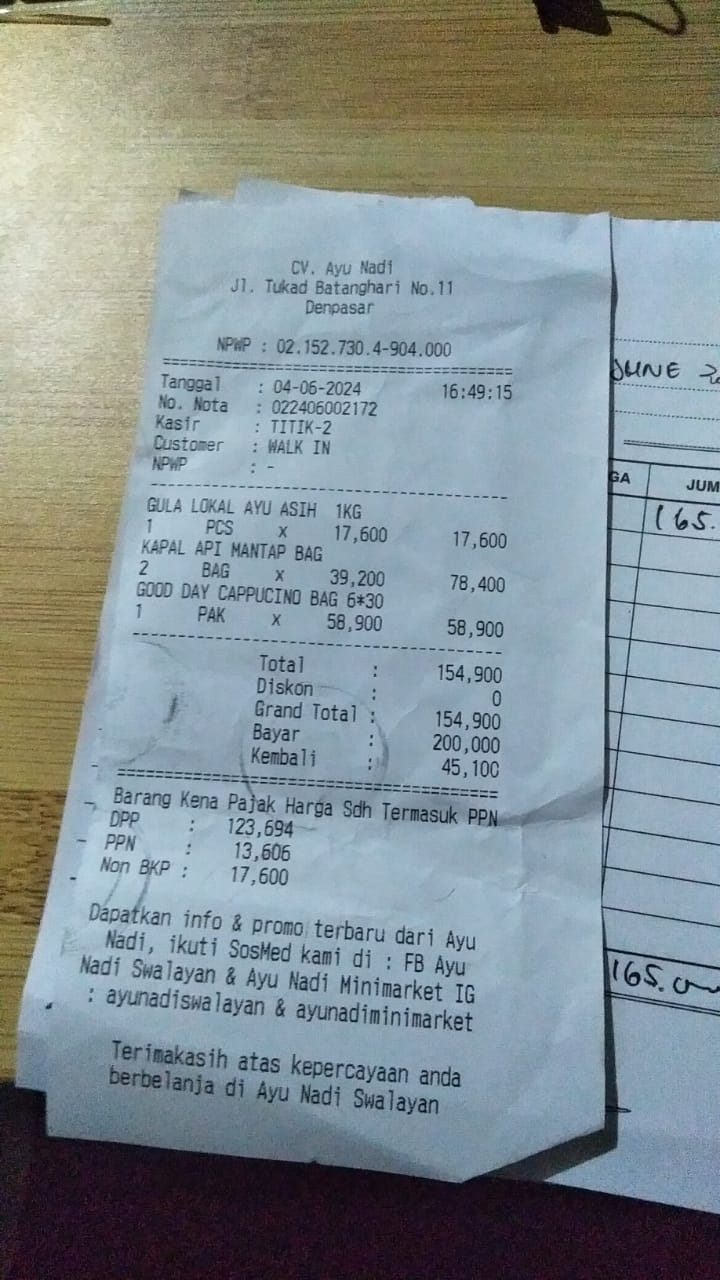 CV. Ayu Nadi
Jl. Tukad Batanghari No.11
Denpasar
NPWP : 02.152.730.4-904.000
Tanggal : 04-06-2024 16:49:15
No. Nota : 022406002172
Kasir : TITIK-2
Customer : WALK IN
NPWP : -
GULA LOKAL AYU ASIH 1KG
1 PCS x 17,600 17,600
KAPAL API MANTAP BAG
2 BAG x 39,200 78,400
GOOD DAY CAPPUCINO BAG 6*30
1 PAK x 58,900 58,900
Total : 154,900
Diskon : 0
Grand Total : 154,900
Bayar : 200,000
Kembali : 45,100
Barang Kena Pajak Harga Sdh Termasuk PPN
DPP : 123,694
PPN : 13,606
Non BKP : 17,600
Dapatkan info & promo terbaru dari Ayu
Nadi, ikuti SosMed kami di : FB Ayu
Nadi Swalayan & Ayu Nadi Minimarket IG
: ayunadiswalayan & ayunadiminimarket
Terimakasih atas kepercayaan anda
berbelanja di Ayu Nadi Swalayan
JUNE
GA JUM
165.
165.